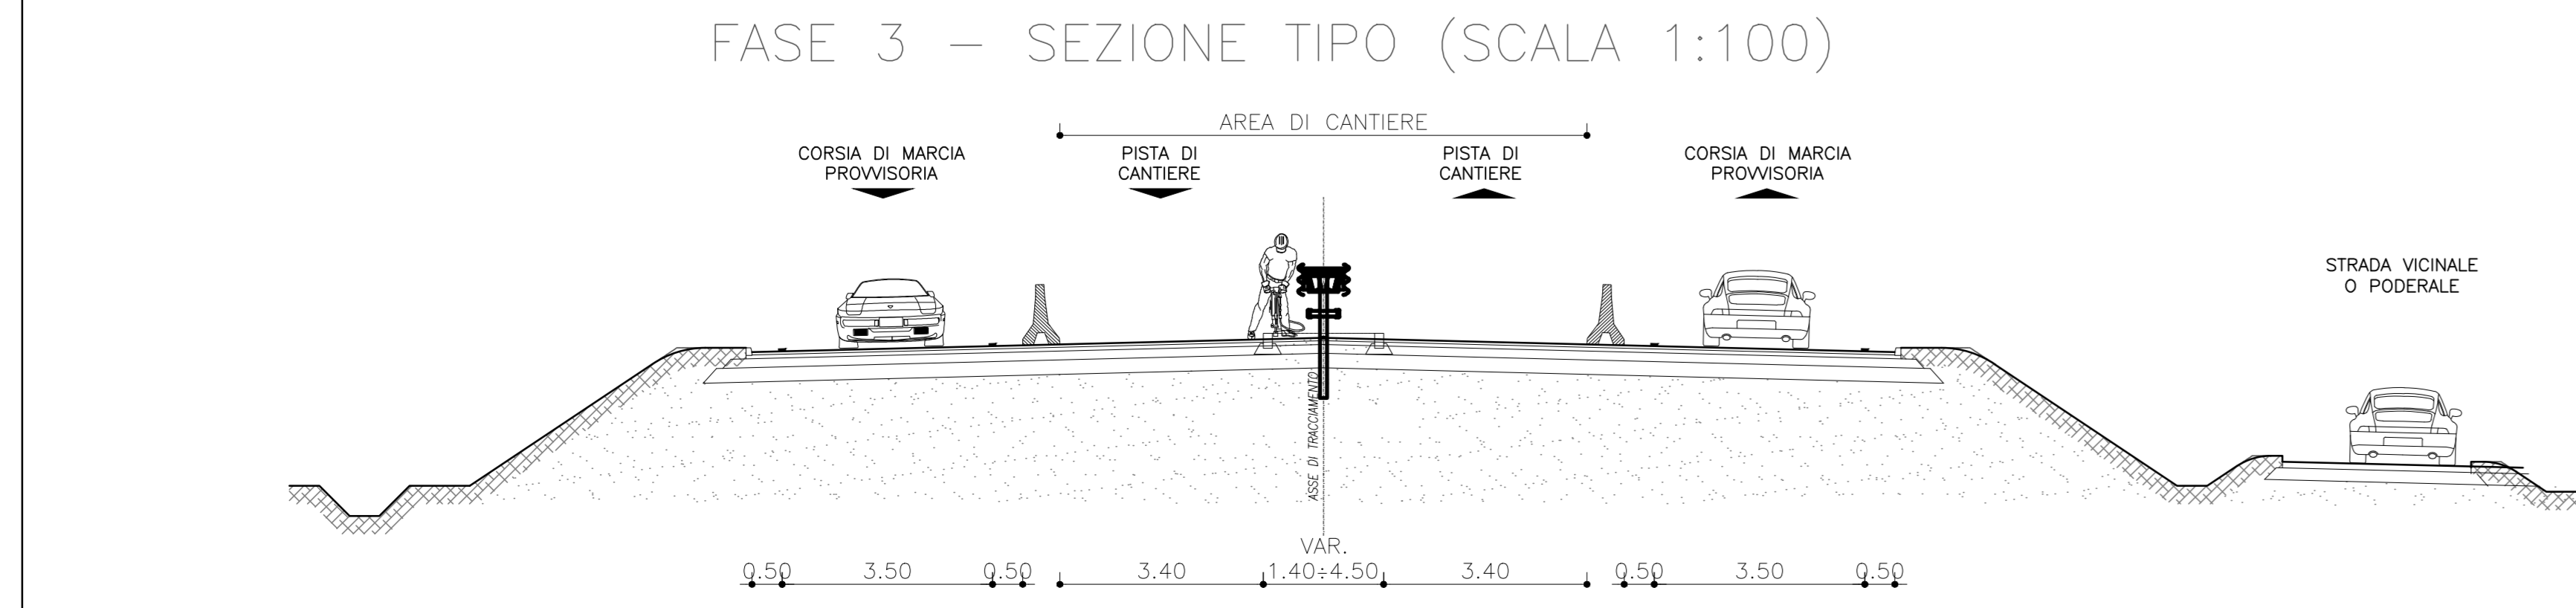 FASE 3 – SEZIONE TIPO (SCALA 1:100)
AREA DI CANTIERE
CORSIA DI MARCIA
PROVVISORIA
PISTA DI
CANTIERE
PISTA DI
CANTIERE
CORSIA DI MARCIA
PROVVISORIA
STRADA VICINALE
O PODERALE
ASSE DI TRACCIAMENTO
VAR.
0.50 3.50 0.50 3.40 1.40÷4.50 3.40 0.50 3.50 0.50